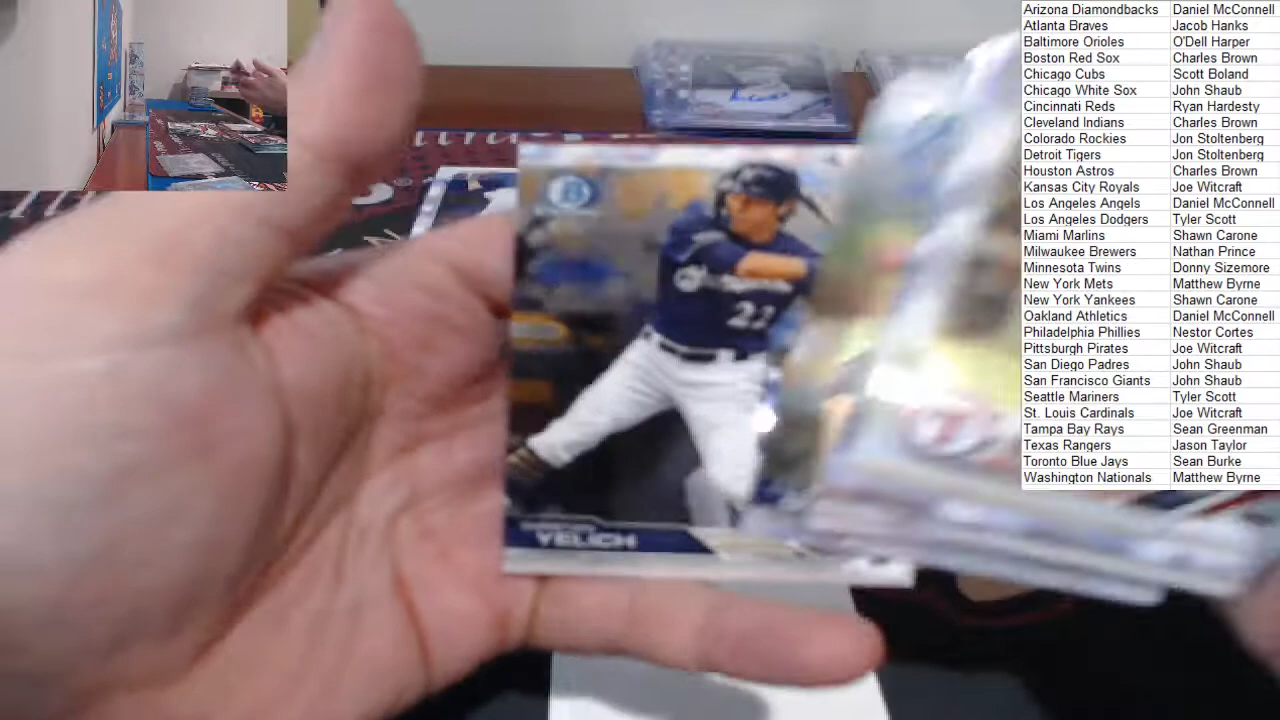 Arizona Diamondbacks Daniel McConnell
Atlanta Braves Jacob Hanks
Baltimore Orioles O'Dell Harper
Boston Red Sox Charles Brown
Chicago Cubs Scott Boland
Chicago White Sox John Shaub
Cincinnati Reds Ryan Hardesty
Cleveland Indians Charles Brown
Colorado Rockies Jon Stoltenberg
Detroit Tigers Jon Stoltenberg
Houston Astros Charles Brown
Kansas City Royals Joe Witcraft
Los Angeles Angels Daniel McConnell
Los Angeles Dodgers Tyler Scott
Miami Marlins Shawn Carone
Milwaukee Brewers Nathan Prince
Minnesota Twins Donny Sizemore
New York Mets Matthew Byrne
New York Yankees Shawn Carone
Oakland Athletics Daniel McConnell
Philadelphia Phillies Nestor Cortes
Pittsburgh Pirates Joe Witcraft
San Diego Padres John Shaub
San Francisco Giants John Shaub
Seattle Mariners Tyler Scott
St. Louis Cardinals Joe Witcraft
Tampa Bay Rays Sean Greenman
Texas Rangers Jason Taylor
Toronto Blue Jays Sean Burke
Washington Nationals Matthew Byrne
B
22
YELICH